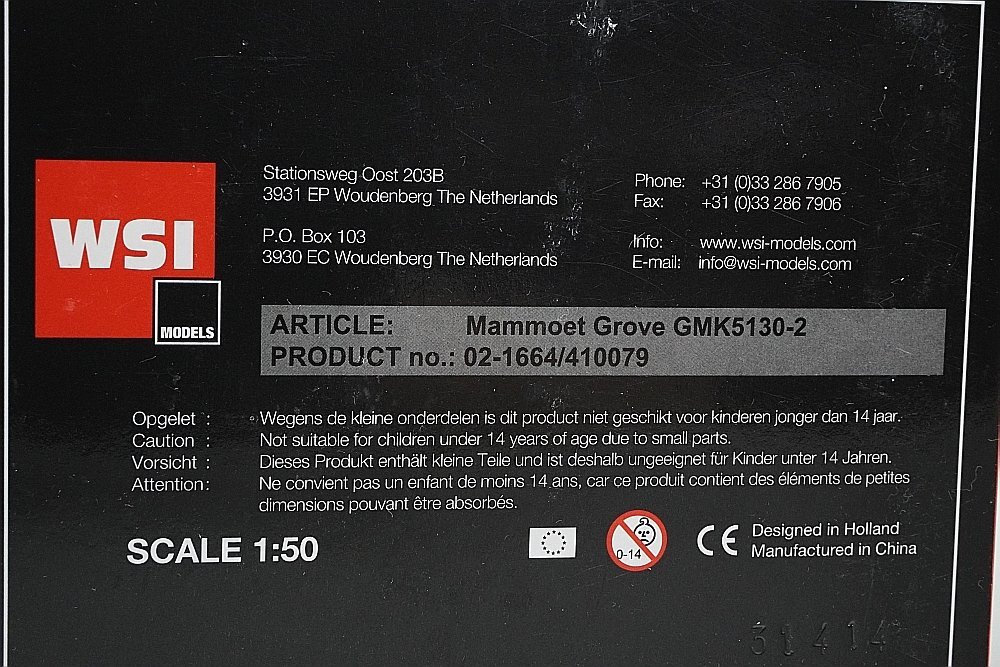 WSI
MODELS
Stationsweg Oost 203B
3931 EP Woudenberg The Netherlands
P.O. Box 103
3930 EC Woudenberg The Netherlands
Phone: +31 (0)33 286 7905
Fax: +31 (0)33 286 7906
Info: www.wsi-models.com
E-mail: info@wsi-models.com
ARTICLE: Mammoet Grove GMK5130-2
PRODUCT no.: 02-1664/410079
Opgelet : Wegens de kleine onderdelen is dit product niet geschikt voor kinderen jonger dan 14 jaar.
Caution : Not suitable for children under 14 years of age due to small parts.
Vorsicht : Dieses Produkt enthält kleine Teile und ist deshalb ungeeignet für Kinder unter 14 Jahren.
Attention: Ne convient pas un enfant de moins 14 ans, car ce produit contient des éléments de petites
dimensions pouvant être absorbés.
SCALE 1:50
0-14
CE
Designed in Holland
Manufactured in China
31414